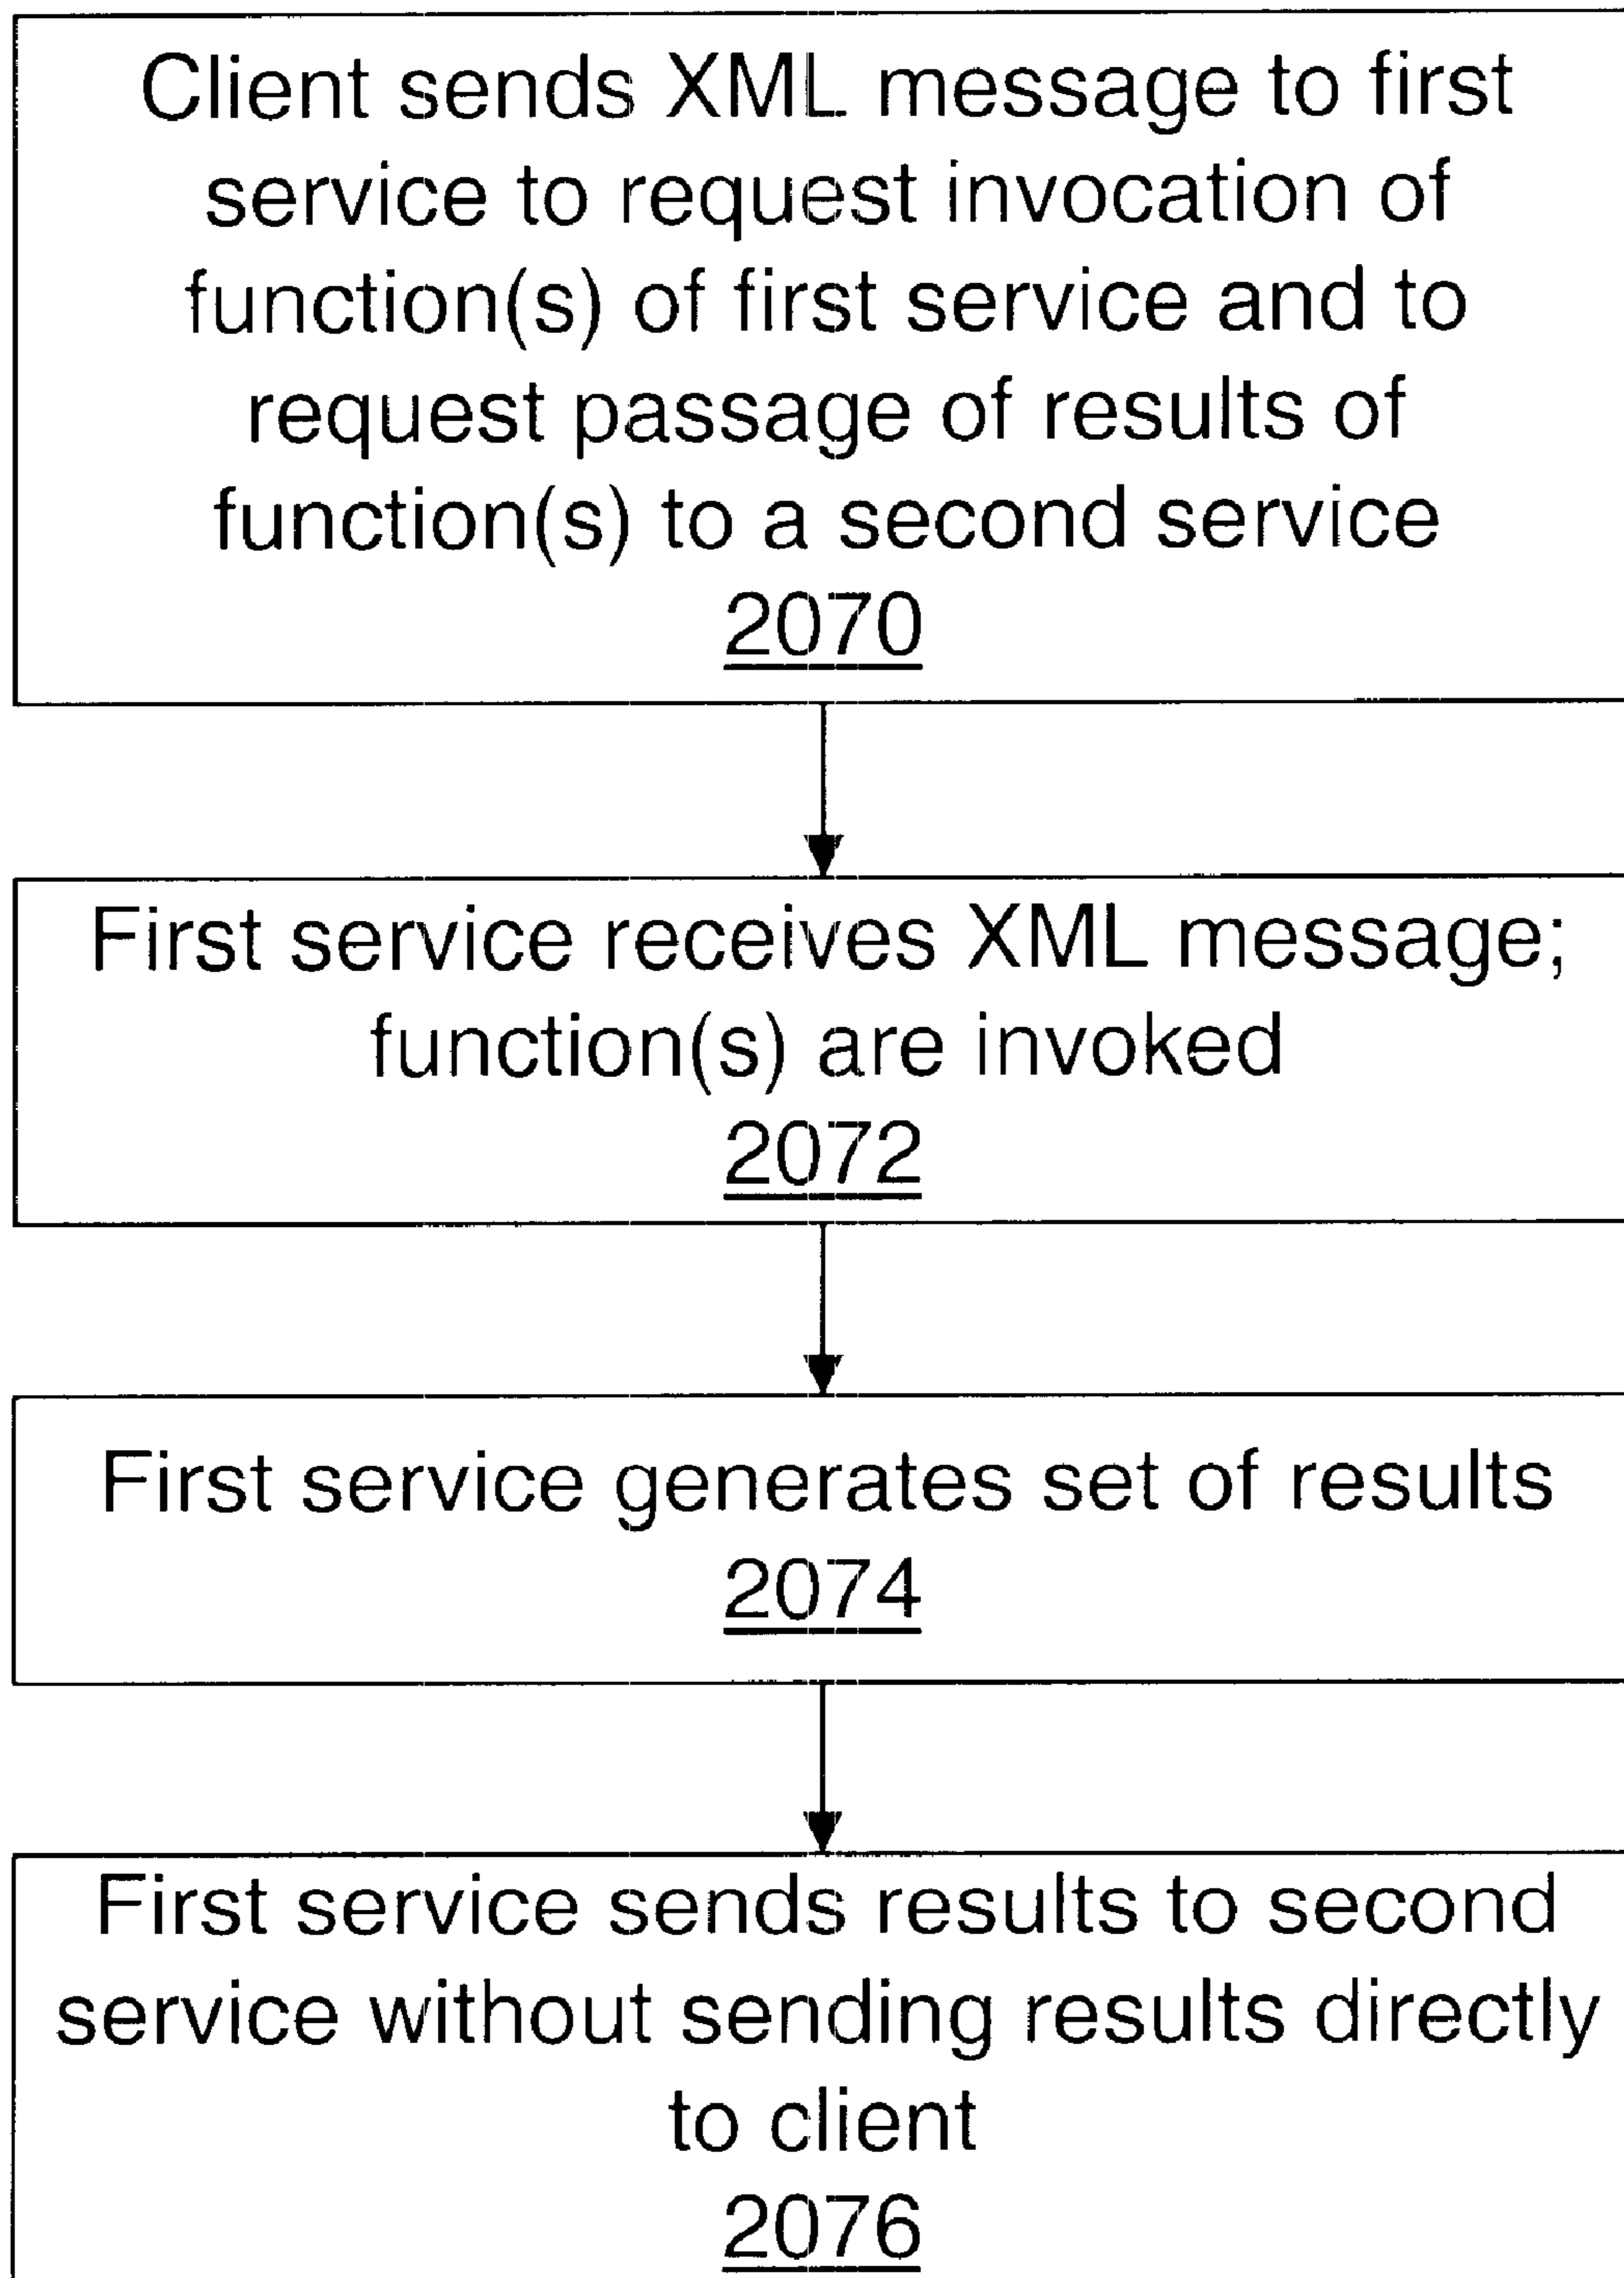 Client sends XML message to first
service to request invocation of
function(s) of first service and to
request passage of results of
function(s) to a second service
2070
First service receives XML message;
function(s) are invoked
2072
First service generates set of results
2074
First service sends results to second
service without sending results directly
to client
2076